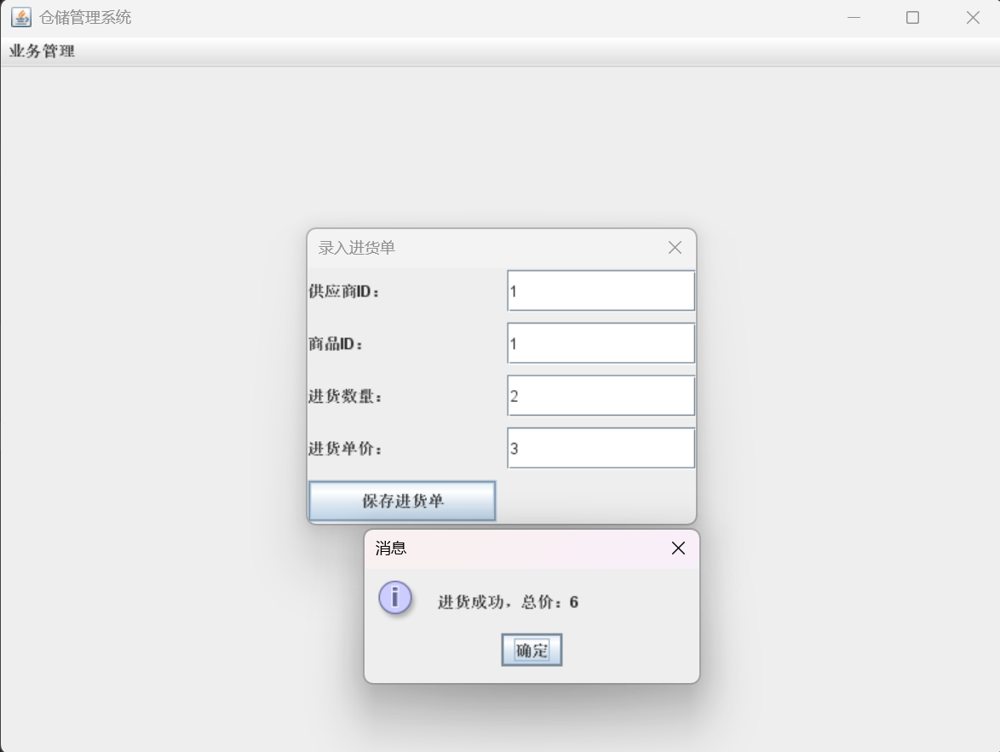 仓储管理系统
业务管理
录入进货单
供应商ID：
1
商品ID：
1
进货数量：
2
进货单价：
3
保存进货单
消息
进货成功，总价：6
确定